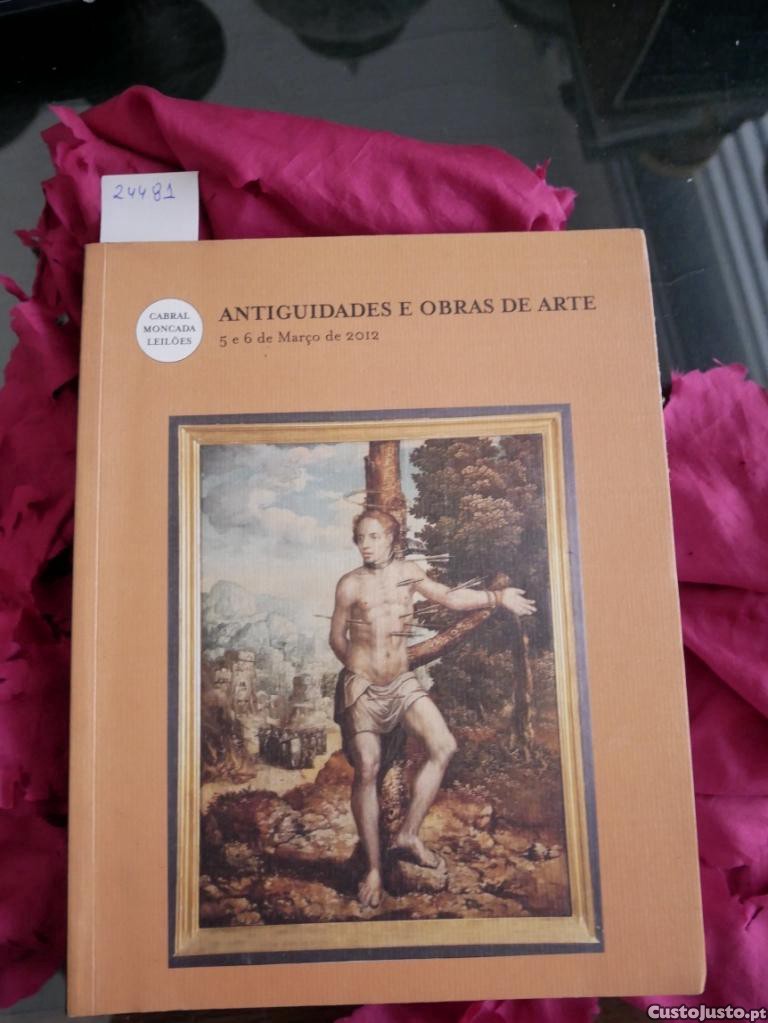 24481
CABRAL
MONCADA
LEILÕES
ANTIGUIDADES E OBRAS DE ARTE
5 e 6 de Março de 2012
CustoJusto.pt